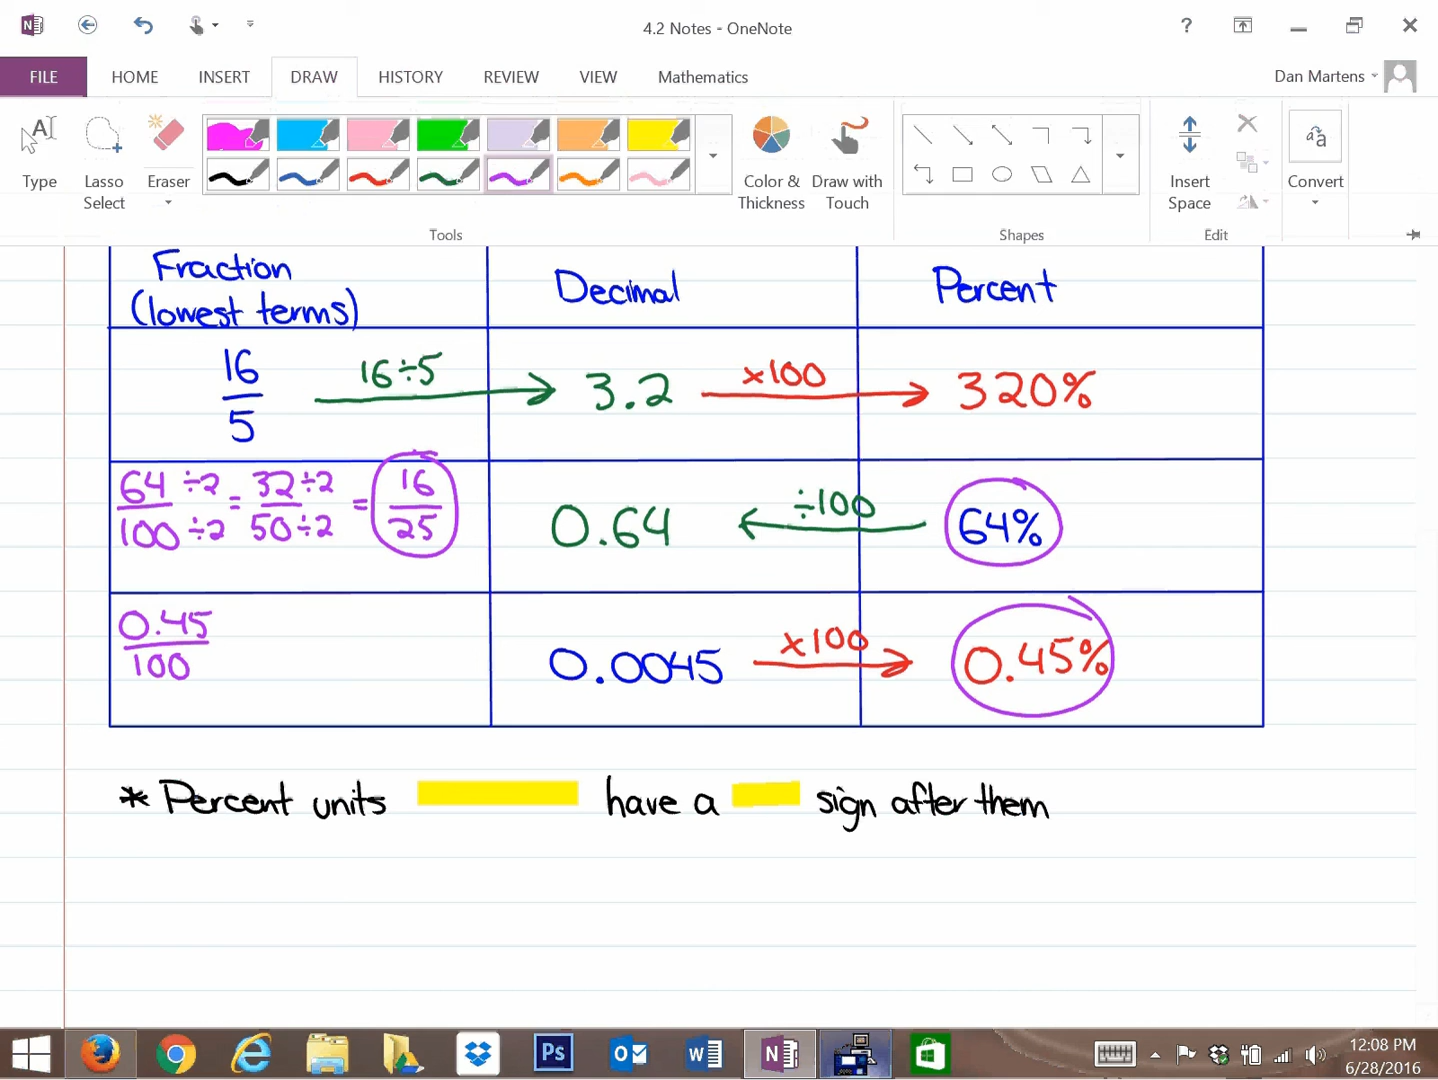 4.2 Notes - OneNote
?
FILE HOME INSERT DRAW HISTORY REVIEW VIEW Mathematics
Dan Martens
Type
Lasso Select
Eraser
Color & Thickness
Draw with Touch
Insert Space
Convert
Tools
Shapes
Edit
Fraction
(lowest terms)
Decimal
Percent
16/5
16÷5
3.2
×100
320%
64÷2/100÷2 = 32÷2/50÷2 = 16/25
0.64
÷100
64%
0.45/100
0.0045
×100
0.45%
* Percent units have a sign after them
12:08 PM
6/28/2016